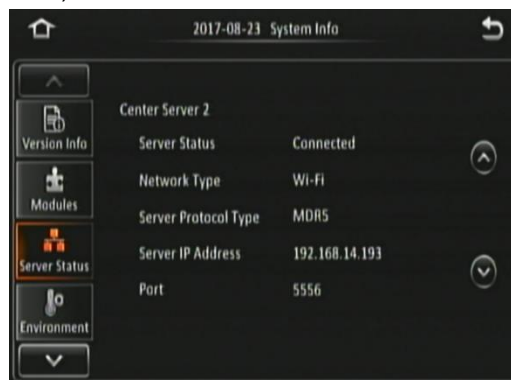 2017-08-23 System Info
Version Info
Modules
Server Status
Environment
Center Server 2
Server Status Connected
Network Type Wi-Fi
Server Protocol Type MDR5
Server IP Address 192.168.14.193
Port 5556